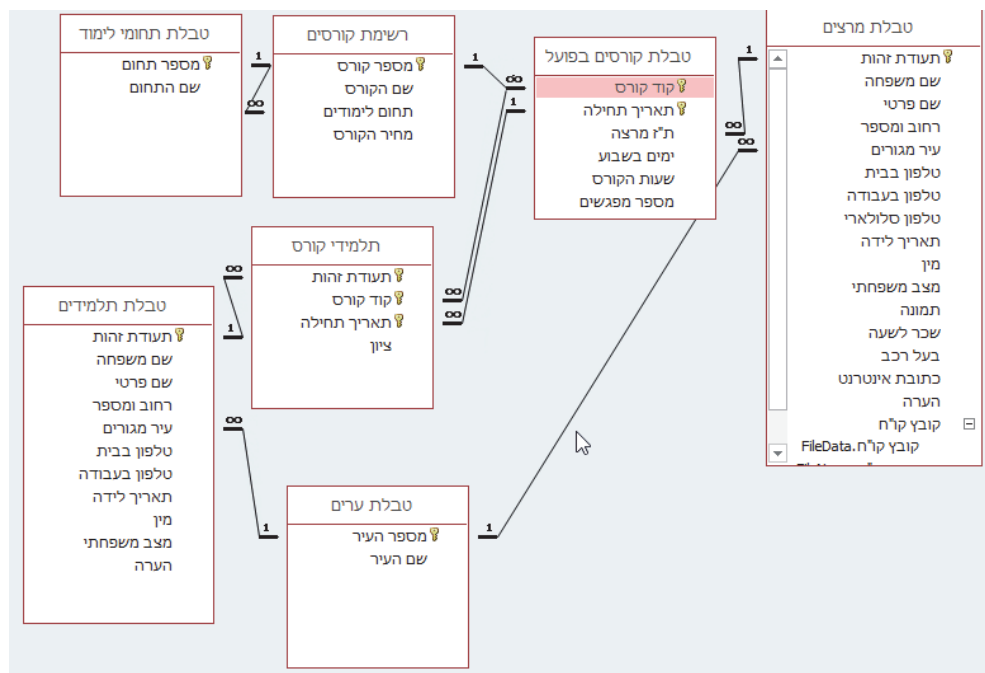 טבלת מרצים
תעודת זהות
שם משפחה
שם פרטי
רחוב ומספר
עיר מגורים
טלפון בבית
טלפון בעבודה
טלפון סלולארי
תאריך לידה
מין
מצב משפחתי
תמונה
שכר לשעה
בעל רכב
כתובת אינטרנט
הערה
קובץ קו"ח
קובץ קו"ח.FileData
טבלת קורסים בפועל
קוד קורס
תאריך תחילה
ת"ז מרצה
ימים בשבוע
שעות הקורס
מספר מפגשים
רשימת קורסים
מספר קורס
שם הקורס
תחום לימודים
מחיר הקורס
טבלת תחומי לימוד
מספר תחום
שם התחום
תלמידי קורס
תעודת זהות
קוד קורס
תאריך תחילה
ציון
טבלת תלמידים
תעודת זהות
שם משפחה
שם פרטי
רחוב ומספר
עיר מגורים
טלפון בבית
טלפון בעבודה
תאריך לידה
מין
מצב משפחתי
הערה
טבלת ערים
מספר העיר
שם העיר
1
∞
1
∞
1
∞
1
∞
∞
∞
1
∞
1
1
∞